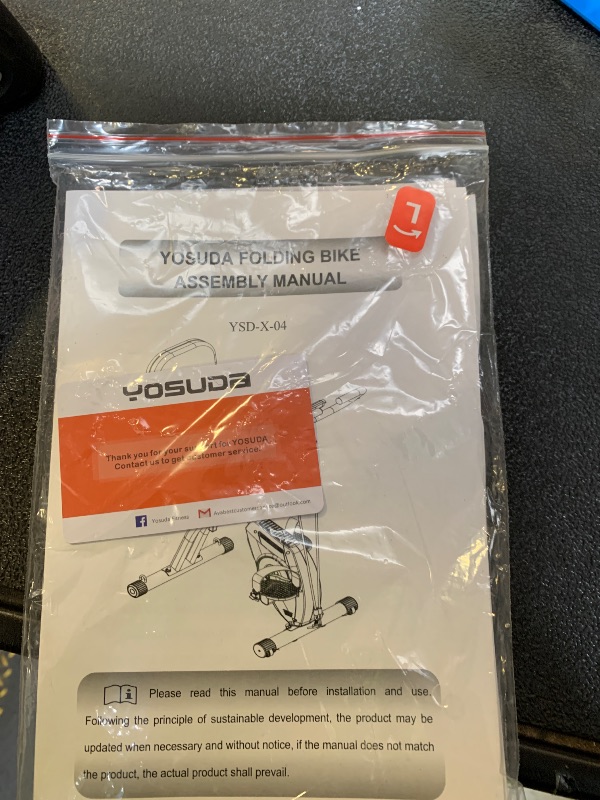 YOSUDA FOLDING BIKE
ASSEMBLY MANUAL
YSD-X-04
YOSUDA
Thank you for your support for YOSUDA,
Contact us to get customer service!
Yosuda Fitness
Please read this manual before installation and use.
Following the principle of sustainable development, the product may be
updated when necessary and without notice, if the manual does not match
the product, the actual product shall prevail.